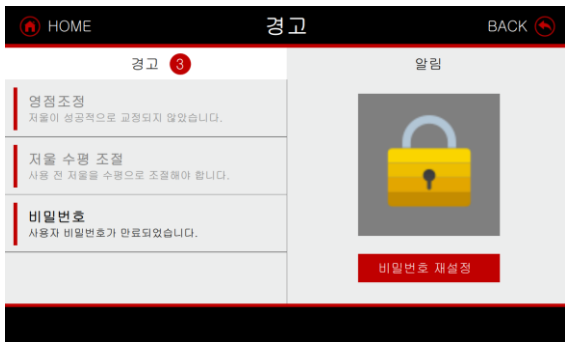 HOME
경고
BACK
경고 3
알림
영점조정
저울이 성공적으로 교정되지 않았습니다.
저울 수평 조절
사용 전 저울을 수평으로 조절해야 합니다.
비밀번호
사용자 비밀번호가 만료되었습니다.
비밀번호 재설정